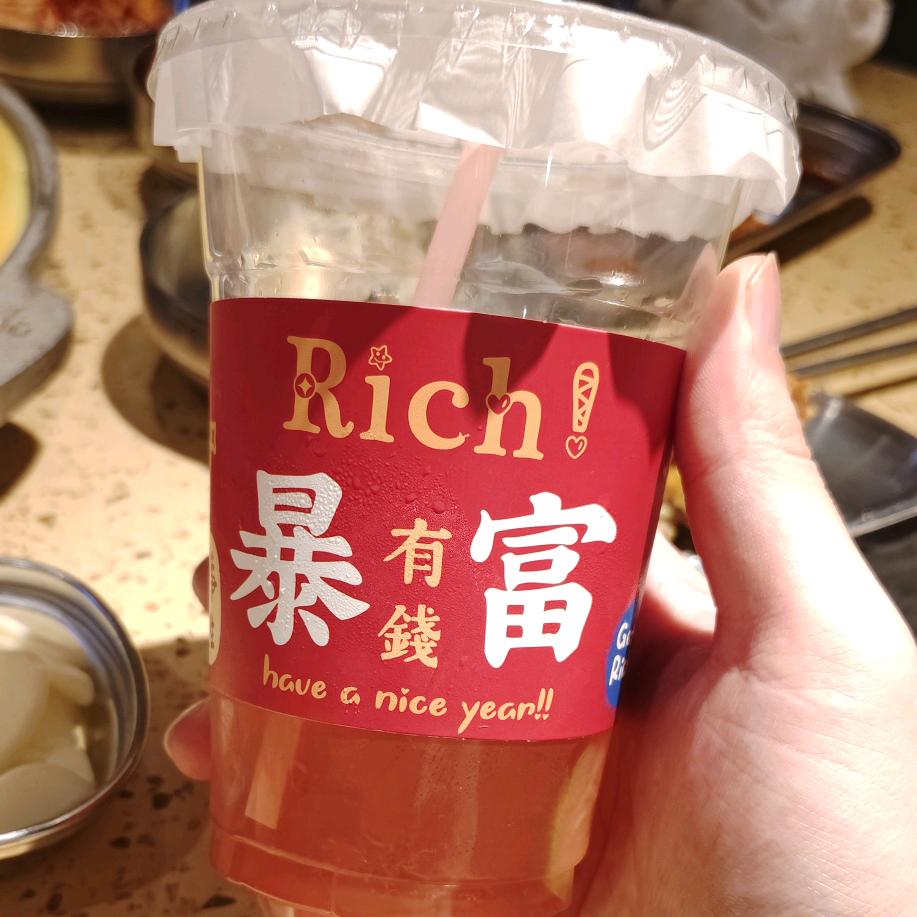 Rich!
暴富
有錢
have a nice year!!